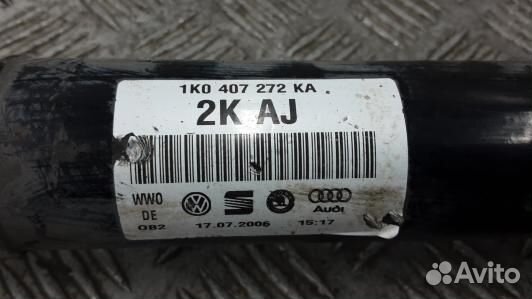 1K0 407 272 KA
2K AJ
WWO
DE
OB2
Audi
17.07.2006 15:17
Avito